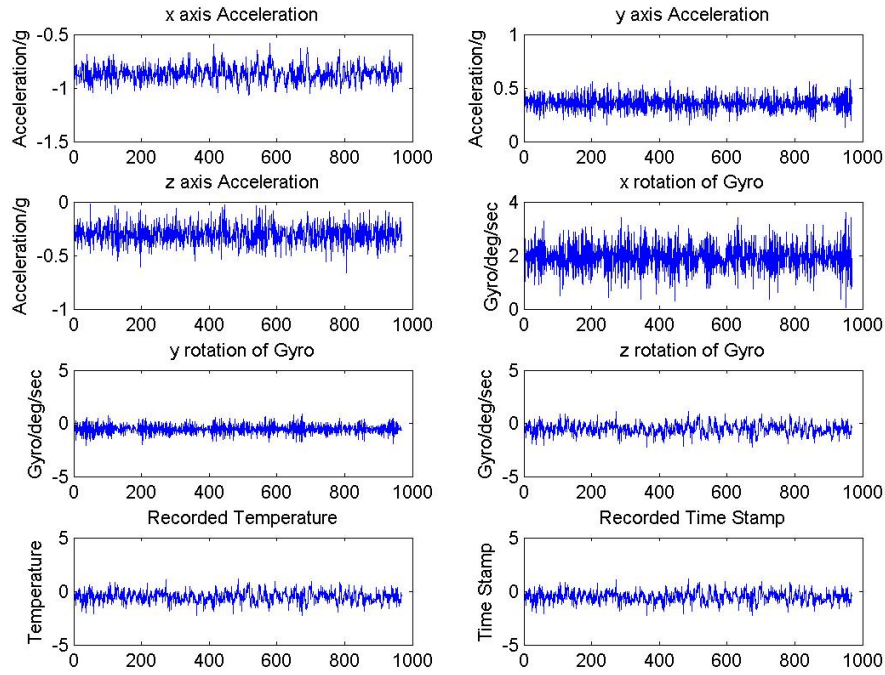 x axis Acceleration
y axis Acceleration
Acceleration/g
-0.5
-1
-1.5
0 200 400 600 800 1000
Acceleration/g
1
0.5
0
0 200 400 600 800 1000
z axis Acceleration
x rotation of Gyro
Acceleration/g
0
-0.5
-1
0 200 400 600 800 1000
Gyro/deg/sec
4
2
0
0 200 400 600 800 1000
y rotation of Gyro
z rotation of Gyro
Gyro/deg/sec
5
0
-5
0 200 400 600 800 1000
Gyro/deg/sec
5
0
-5
0 200 400 600 800 1000
Recorded Temperature
Recorded Time Stamp
Temperature
5
0
-5
0 200 400 600 800 1000
Time Stamp
5
0
-5
0 200 400 600 800 1000